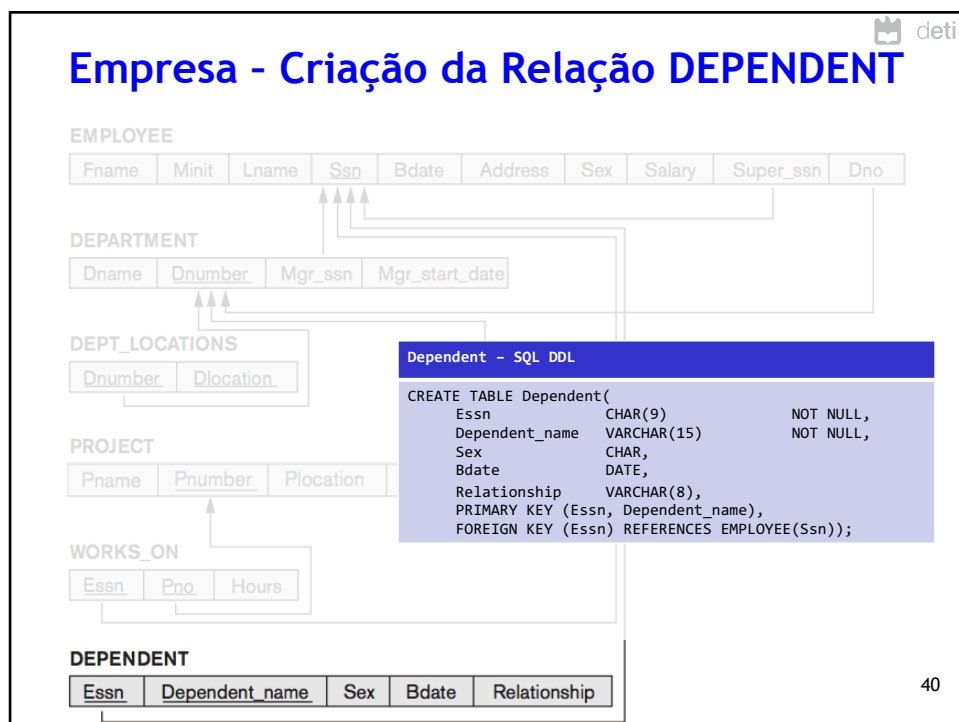 deti
Empresa – Criação da Relação DEPENDENT
EMPLOYEE
Fname Minit Lname Ssn Bdate Address Sex Salary Super_ssn Dno
DEPARTMENT
Dname Dnumber Mgr_ssn Mgr_start_date
DEPT_LOCATIONS
Dnumber Dlocation
Dependent – SQL DDL
CREATE TABLE Dependent(
Essn CHAR(9) NOT NULL,
Dependent_name VARCHAR(15) NOT NULL,
Sex CHAR,
Bdate DATE,
Relationship VARCHAR(8),
PRIMARY KEY (Essn, Dependent_name),
FOREIGN KEY (Essn) REFERENCES EMPLOYEE(Ssn));
PROJECT
Pname Pnumber Plocation
WORKS_ON
Essn Pno Hours
DEPENDENT
Essn Dependent_name Sex Bdate Relationship
40